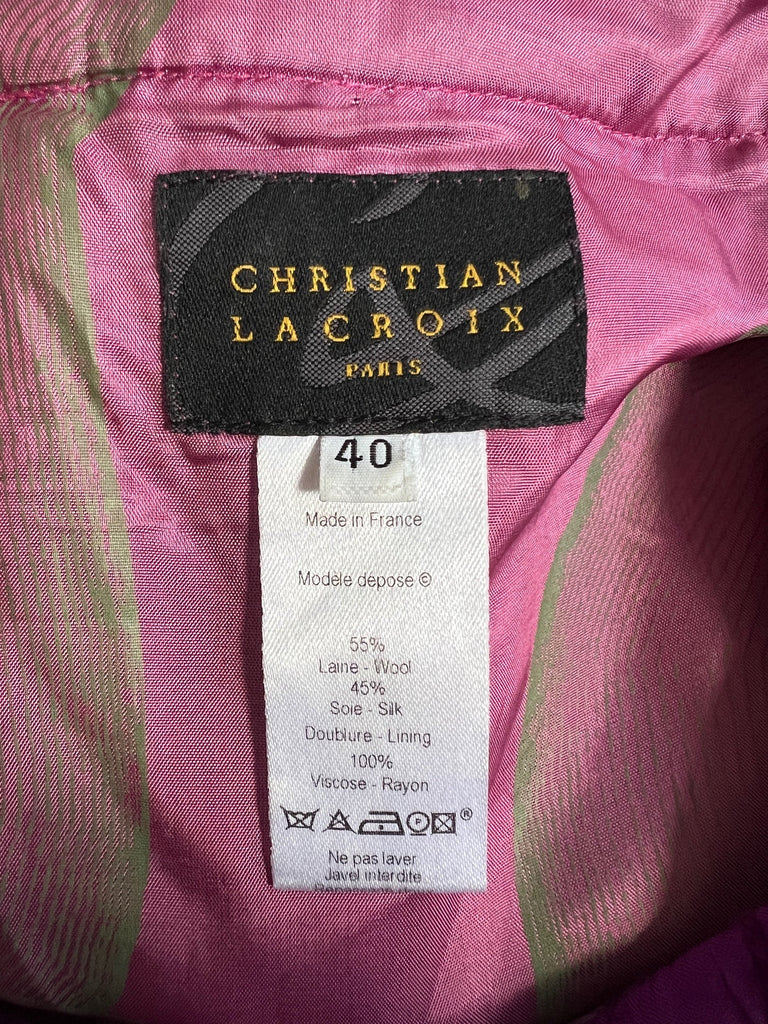 CHRISTIAN
LACROIX
PARIS
40
Made in France
Modèle depose ©
55%
Laine - Wool
45%
Soie - Silk
Doublure - Lining
100%
Viscose - Rayon
P ®
Ne pas laver
Javel interdite